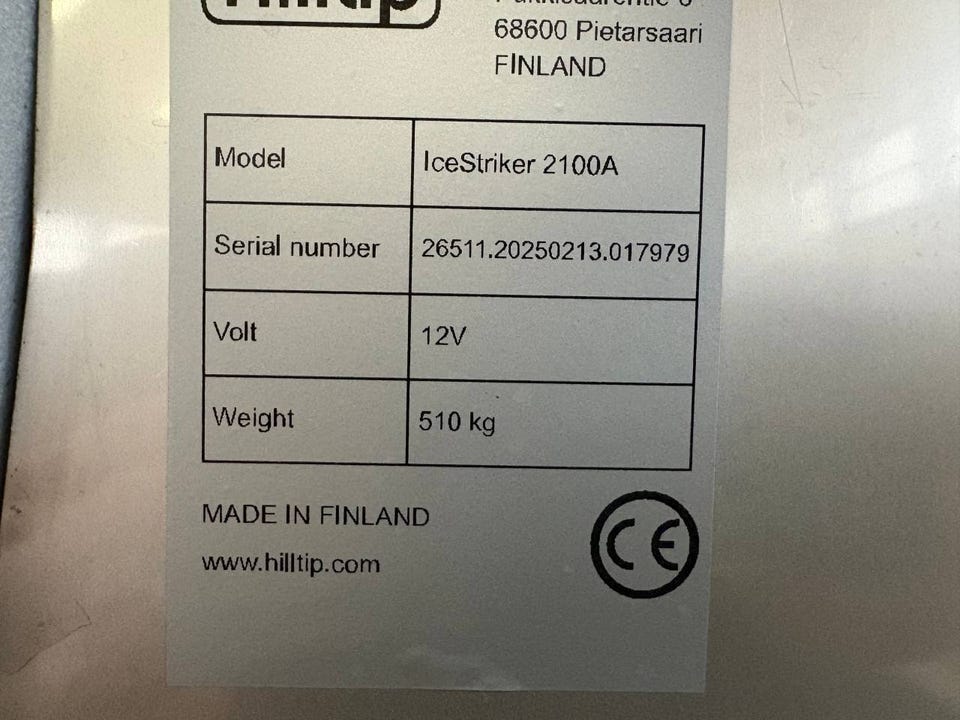 Hilltip
68600 Pietarsaari
FINLAND
Model IceStriker 2100A
Serial number 26511.20250213.017979
Volt 12V
Weight 510 kg
MADE IN FINLAND
www.hilltip.com
CE